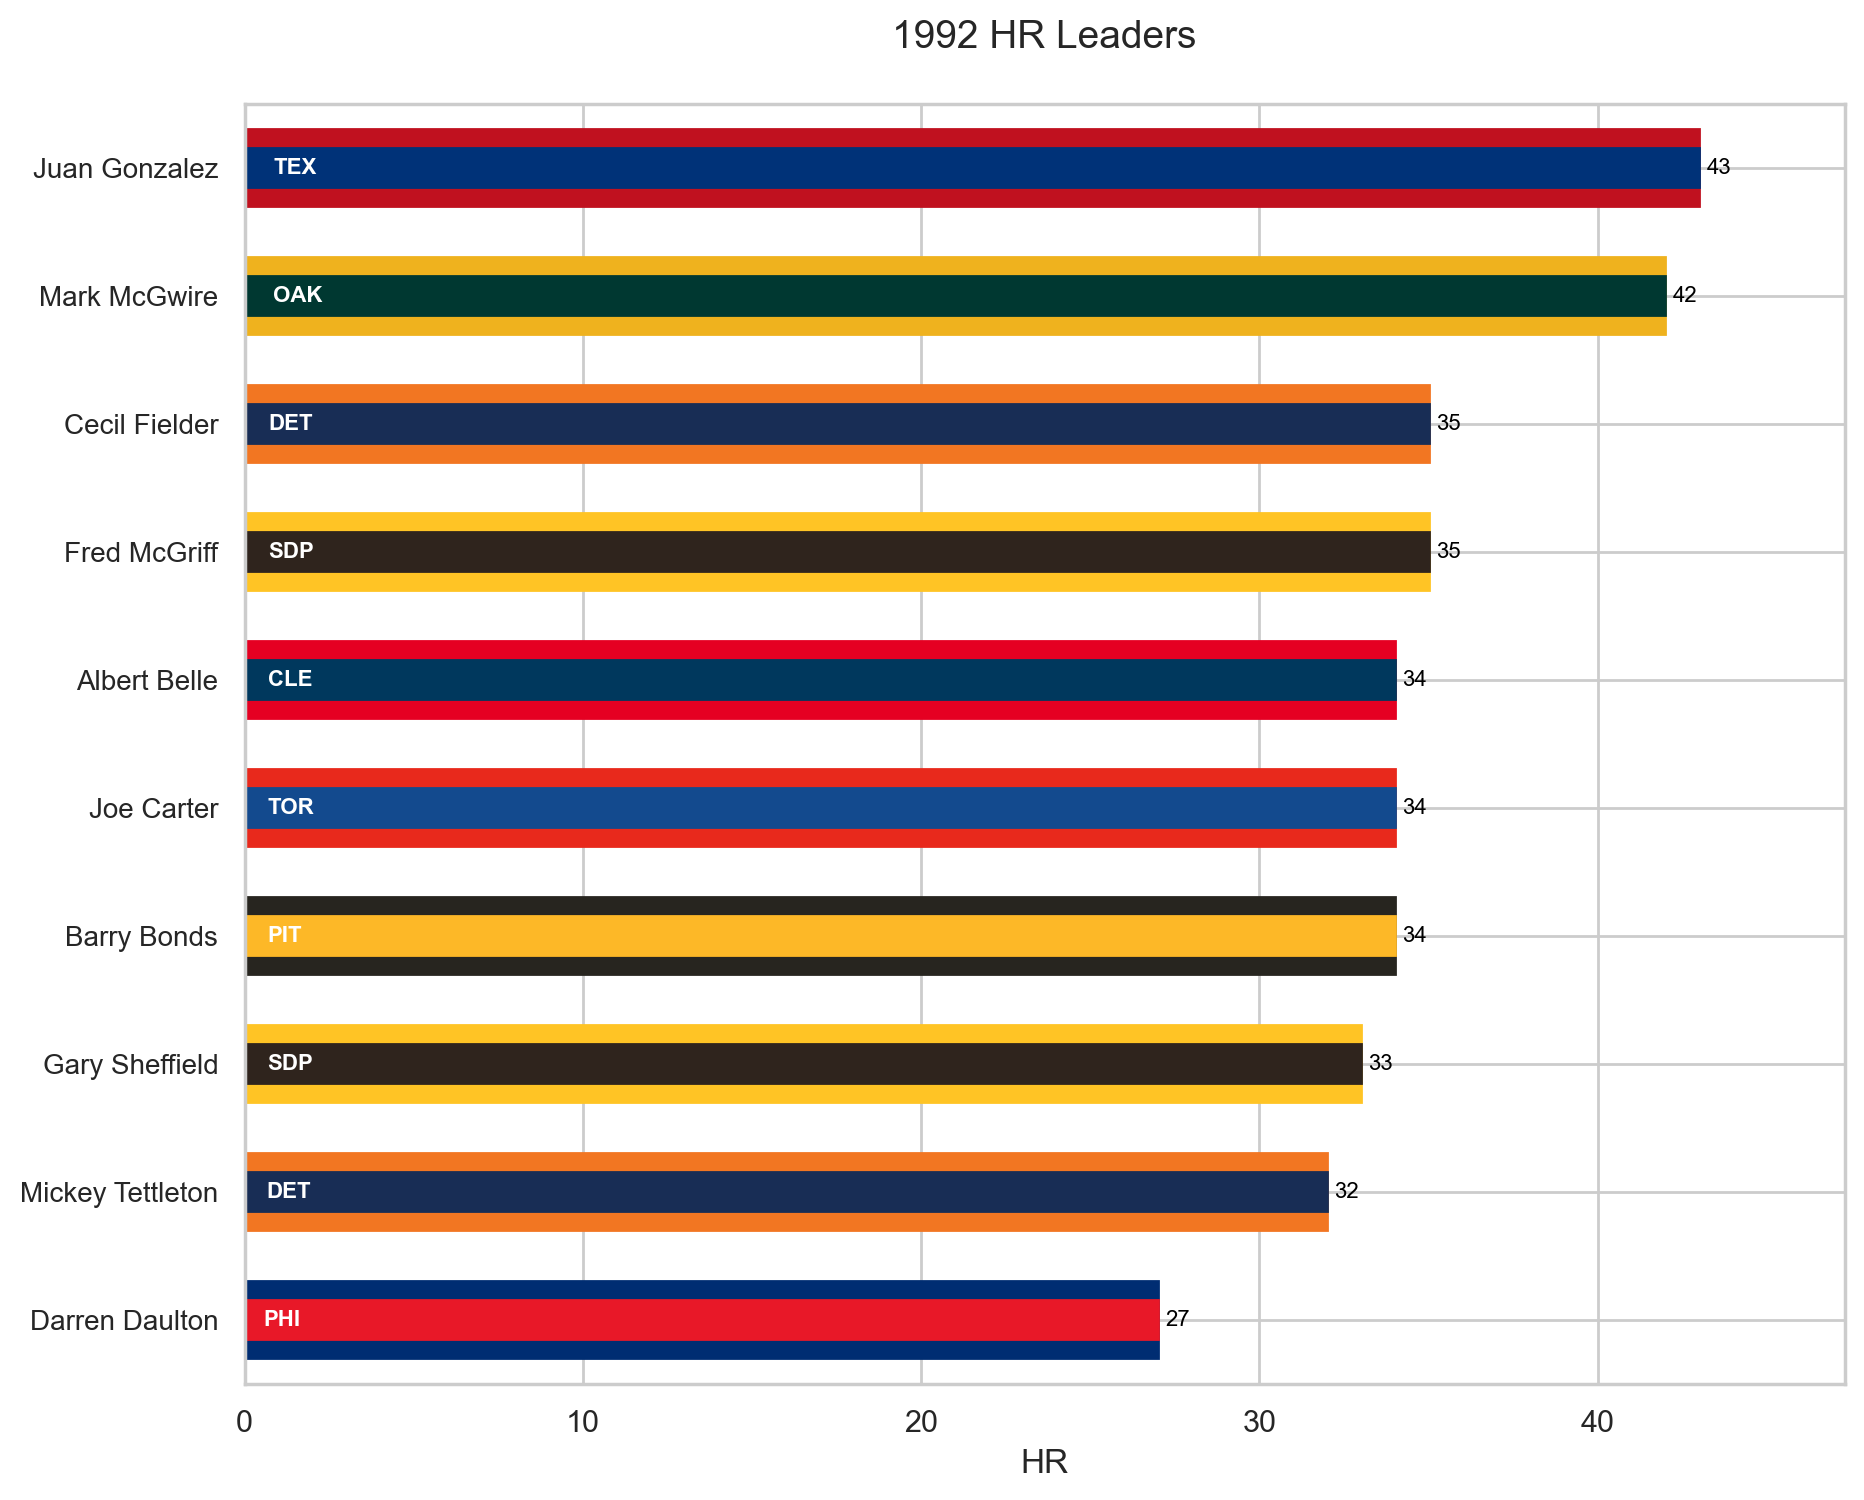 1992 HR Leaders
Juan Gonzalez TEX 43
Mark McGwire OAK 42
Cecil Fielder DET 35
Fred McGriff SDP 35
Albert Belle CLE 34
Joe Carter TOR 34
Barry Bonds PIT 34
Gary Sheffield SDP 33
Mickey Tettleton DET 32
Darren Daulton PHI 27
0 10 20 30 40
HR